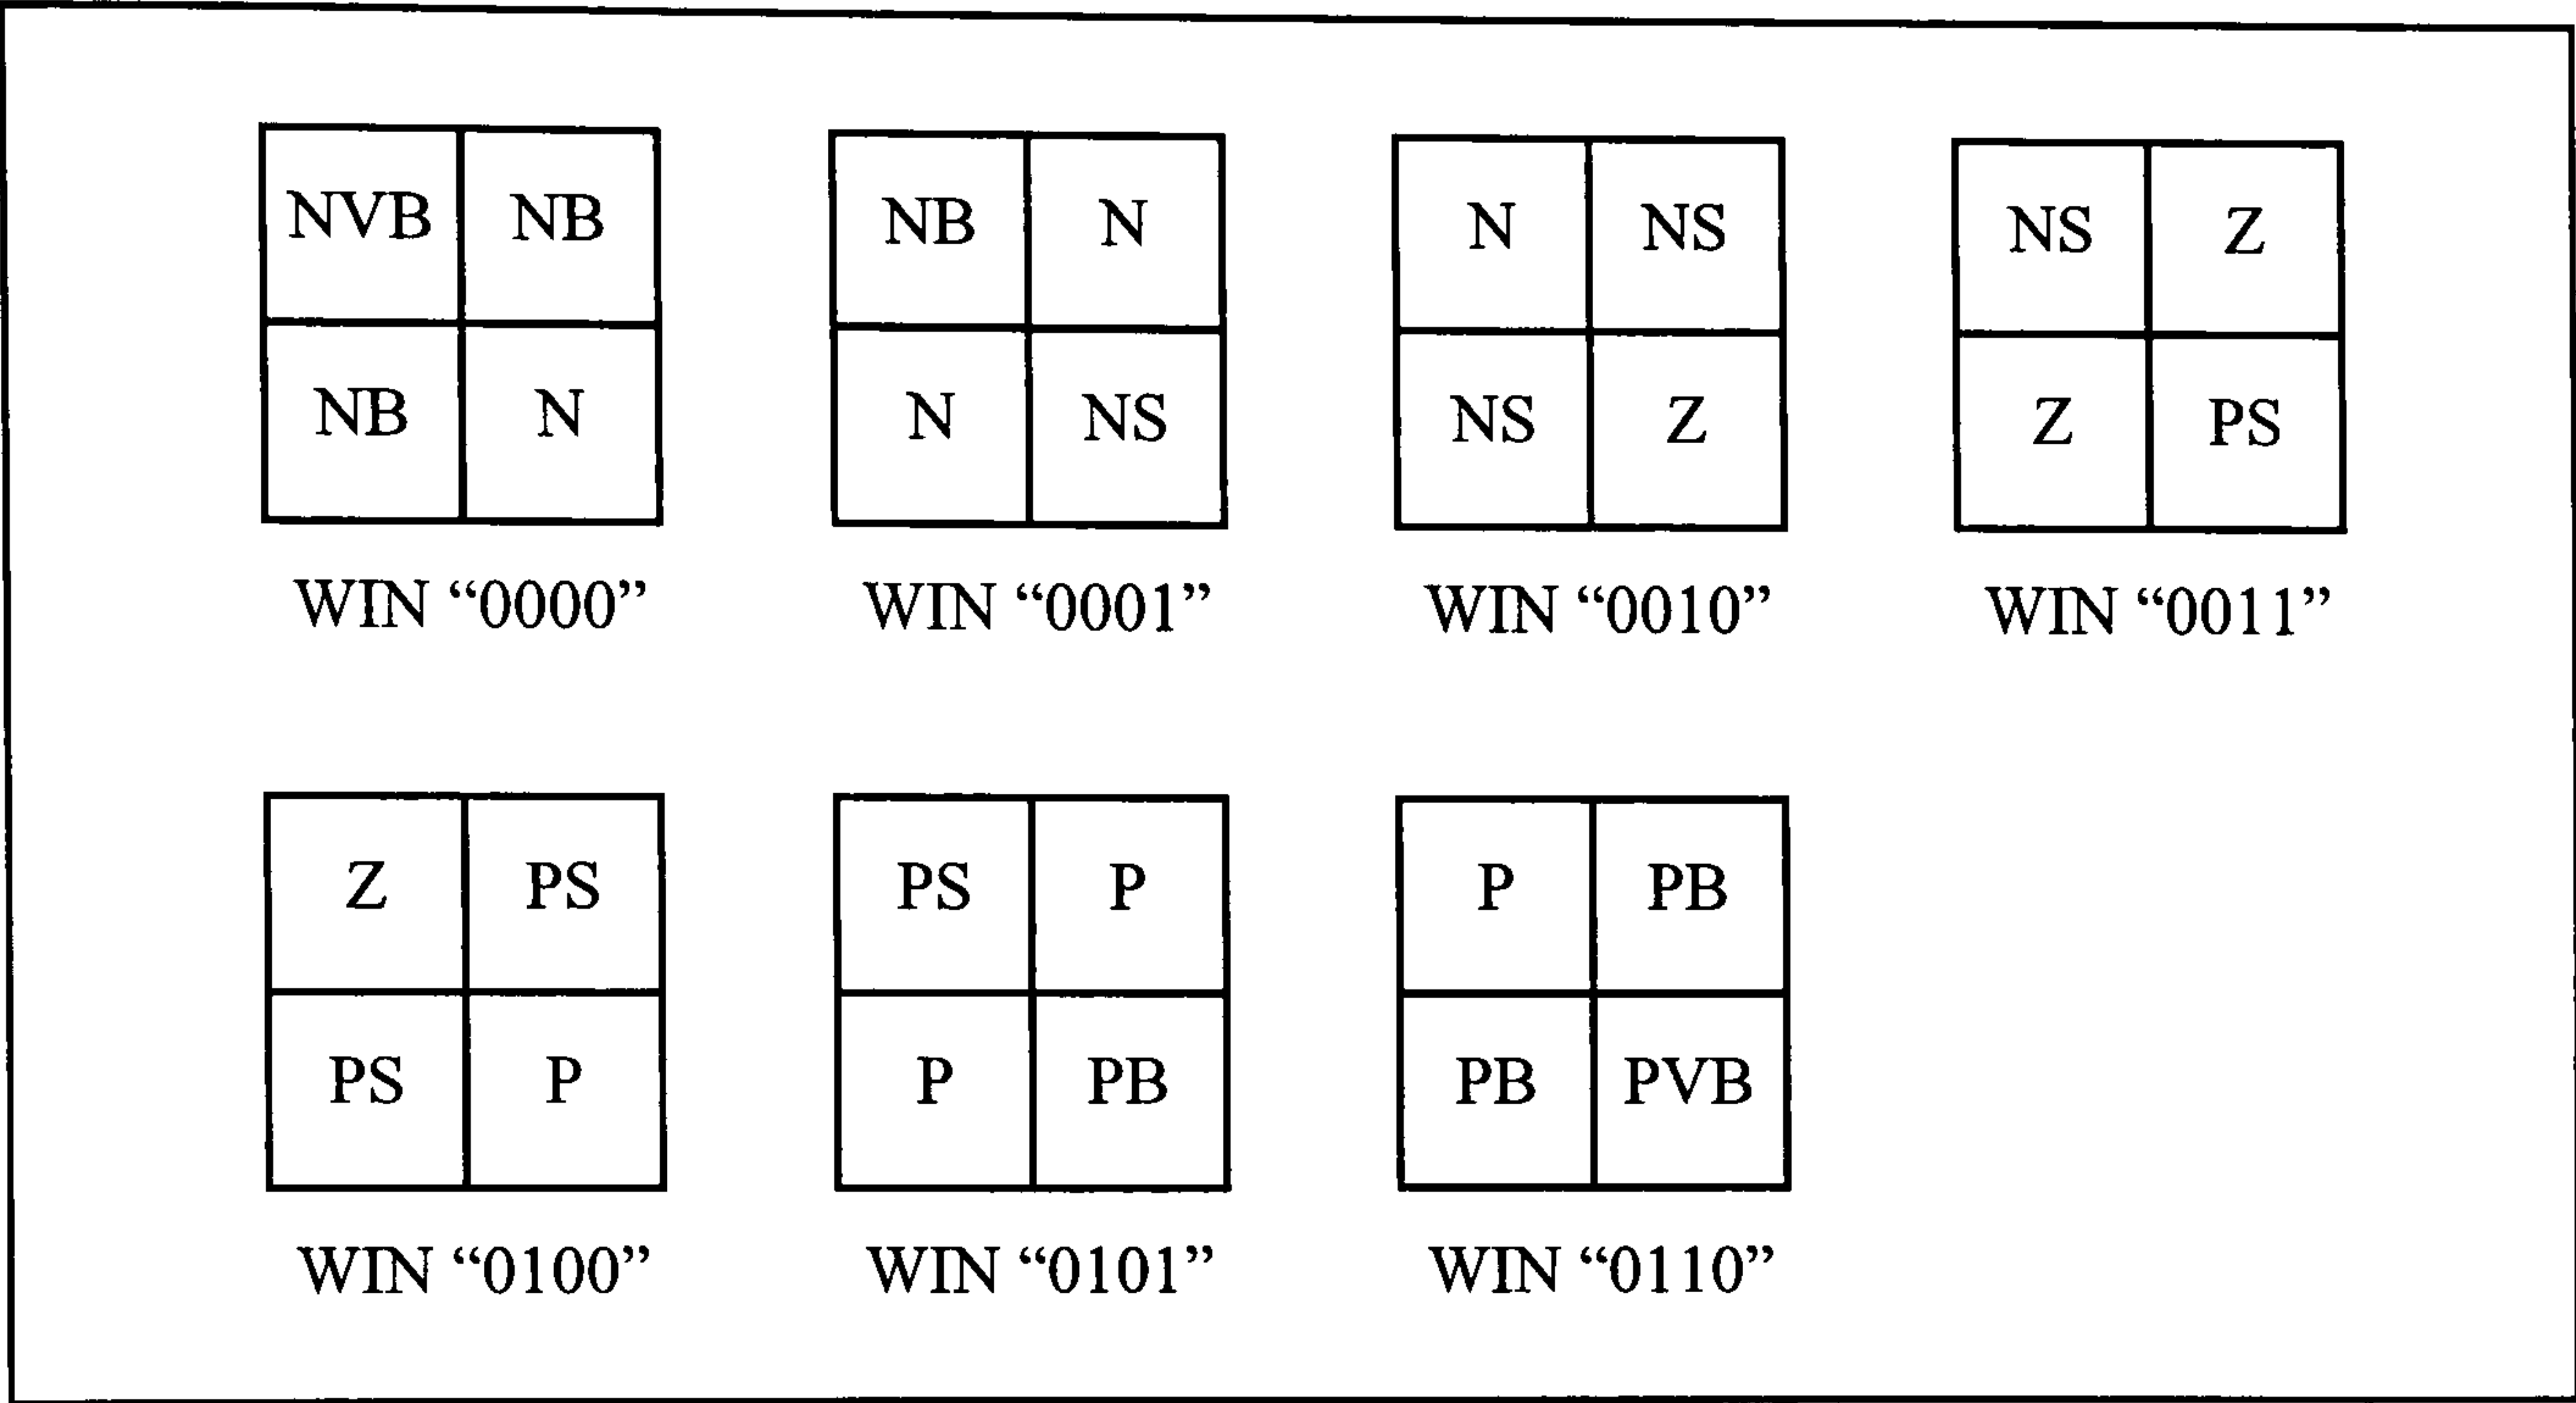 NVB NB NB N N NS NS Z
NB N N NS NS Z Z PS
WIN “0000” WIN “0001” WIN “0010” WIN “0011”
Z PS PS P P PB
PS P P PB PB PVB
WIN “0100” WIN “0101” WIN “0110”